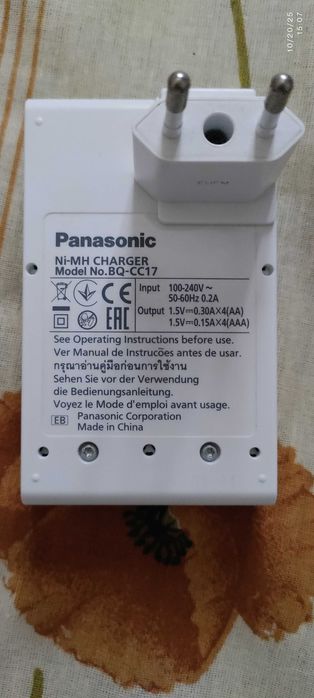 10/20/25
15:07
Panasonic
Ni-MH CHARGER
Model No.BQ-CC17
Input 100-240V～
50-60Hz 0.2A
Output 1.5V⎓0.30A×4(AA)
1.5V⎓0.15A×4(AAA)
CE
EAC
See Operating Instructions before use.
Ver Manual de Instrucões antes de usar.
กรุณาอ่านคู่มือก่อนการใช้งาน
Sehen Sie vor der Verwendung
die Bedienungsanleitung.
Voyez le Mode d'emploi avant usage.
EB Panasonic Corporation
Made in China